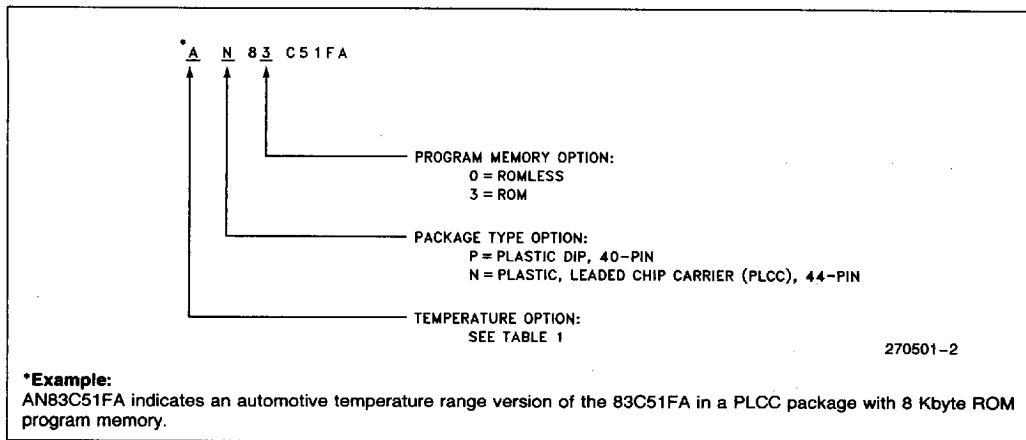 *A N 83 C51FA
PROGRAM MEMORY OPTION:
0 = ROMLESS
3 = ROM
PACKAGE TYPE OPTION:
P = PLASTIC DIP, 40-PIN
N = PLASTIC, LEADED CHIP CARRIER (PLCC), 44-PIN
TEMPERATURE OPTION:
SEE TABLE 1
270501-2
*Example:
AN83C51FA indicates an automotive temperature range version of the 83C51FA in a PLCC package with 8 Kbyte ROM
program memory.